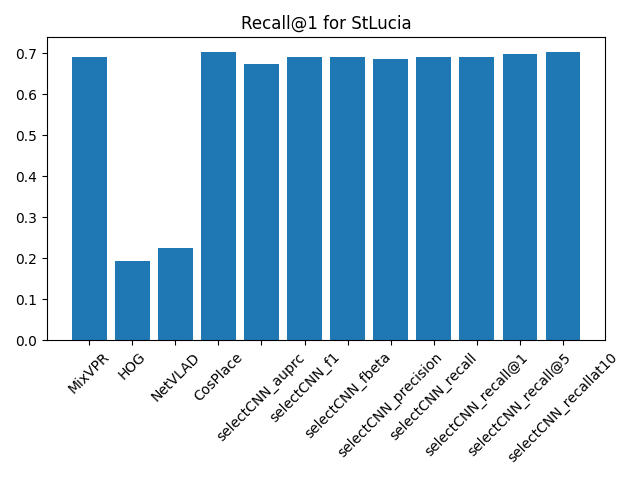 Recall@1 for StLucia
0.7
0.6
0.5
0.4
0.3
0.2
0.1
0.0
MixVPR
HOG
NetVLAD
CosPlace
selectCNN_auprc
selectCNN_f1
selectCNN_fbeta
selectCNN_precision
selectCNN_recall
selectCNN_recall@1
selectCNN_recall@5
selectCNN_recallat10